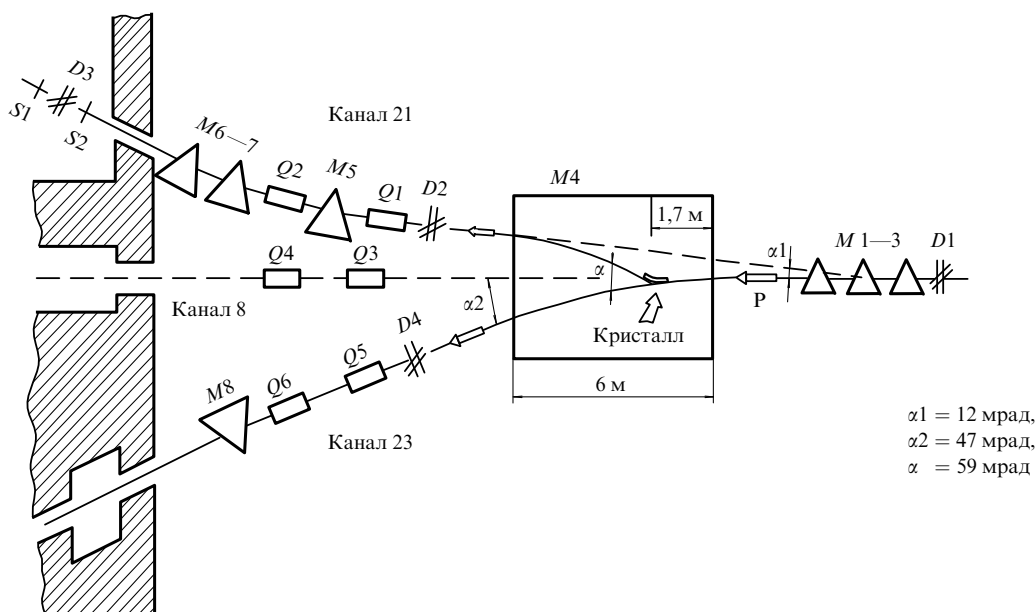 D3
S1
S2
Канал 21
M6—7
Q2
M5
Q1
D2
M4
1,7 м
α1
M 1—3
D1
Q4
Q3
α
P
Канал 8
α2
D4
Кристалл
Q5
6 м
M8
Q6
Канал 23
α1 = 12 мрад,
α2 = 47 мрад,
α = 59 мрад